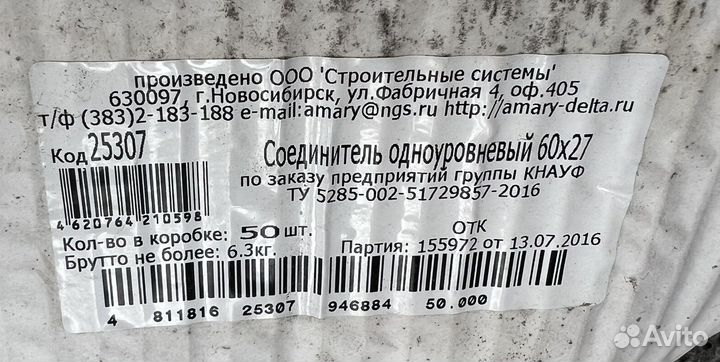 произведено ООО 'Строительные системы'
630097, г.Новосибирск, ул.Фабричная 4, оф.405
т/ф (383)2-183-188 e-mail:amary@ngs.ru http://amary-delta.ru
Код 25307
Соединитель одноуровневый 60x27
по заказу предприятий группы КНАУФ
ТУ 5285-002-51729857-2016
4 620764 210598
Кол-во в коробке: 50 шт.
ОТК
Брутто не более: 6.3кг.
Партия: 155972 от 13.07.2016
4 811816 25307 946884 50.000
Avito